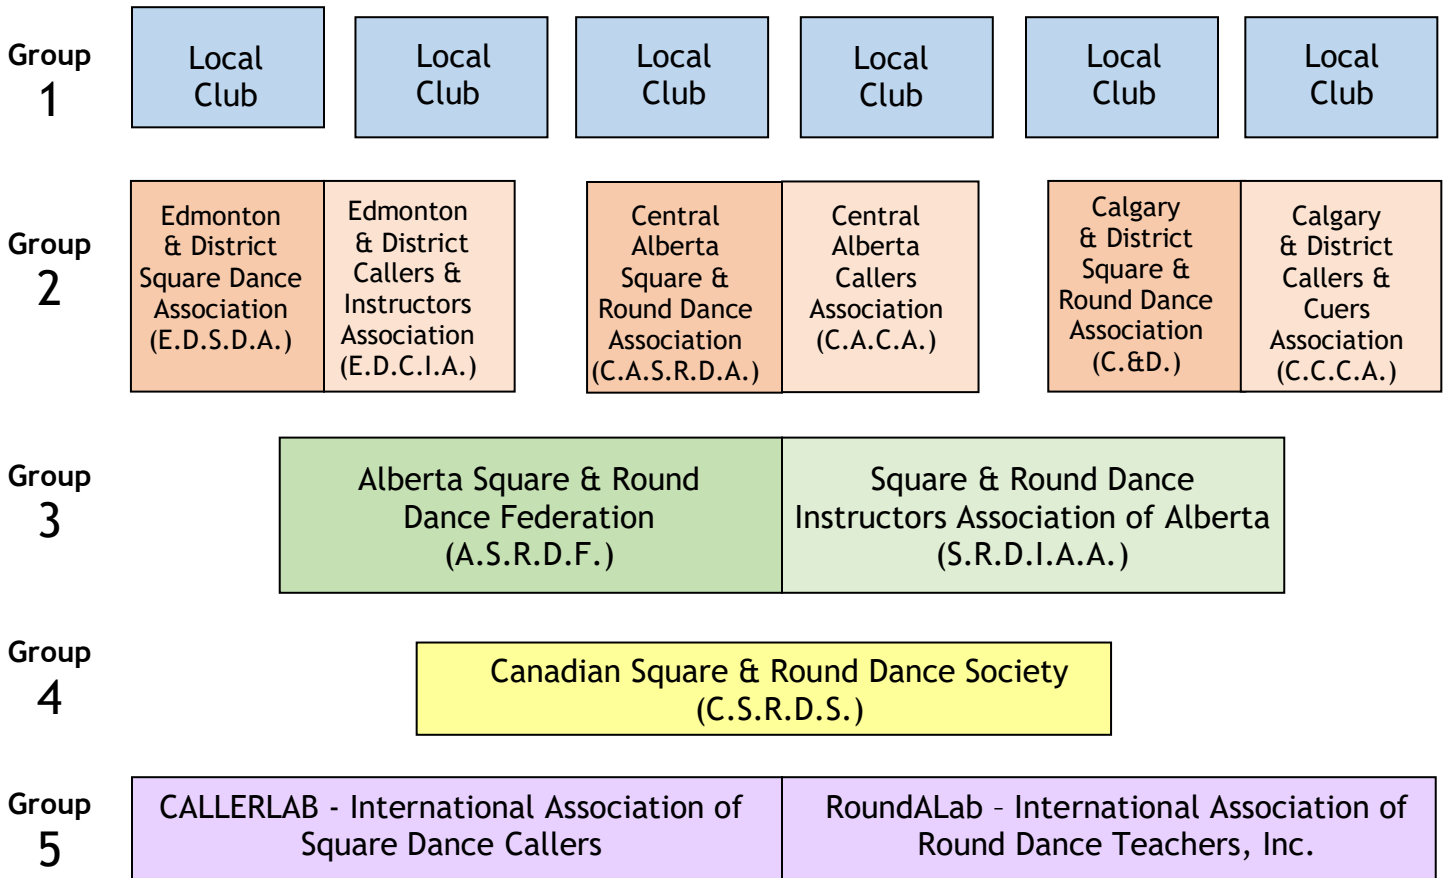 Group
1
Local
Club
Local
Club
Local
Club
Local
Club
Local
Club
Local
Club
Group
2
Edmonton
& District
Square Dance
Association
(E.D.S.D.A.)
Edmonton
& District
Callers &
Instructors
Association
(E.D.C.I.A.)
Central
Alberta
Square &
Round Dance
Association
(C.A.S.R.D.A.)
Central
Alberta
Callers
Association
(C.A.C.A.)
Calgary
& District
Square &
Round Dance
Association
(C.&D.)
Calgary
& District
Callers &
Cuers
Association
(C.C.C.A.)
Group
3
Alberta Square & Round
Dance Federation
(A.S.R.D.F.)
Square & Round Dance
Instructors Association of Alberta
(S.R.D.I.A.A.)
Group
4
Canadian Square & Round Dance Society
(C.S.R.D.S.)
Group
5
CALLERLAB - International Association of
Square Dance Callers
RoundALab – International Association of
Round Dance Teachers, Inc.